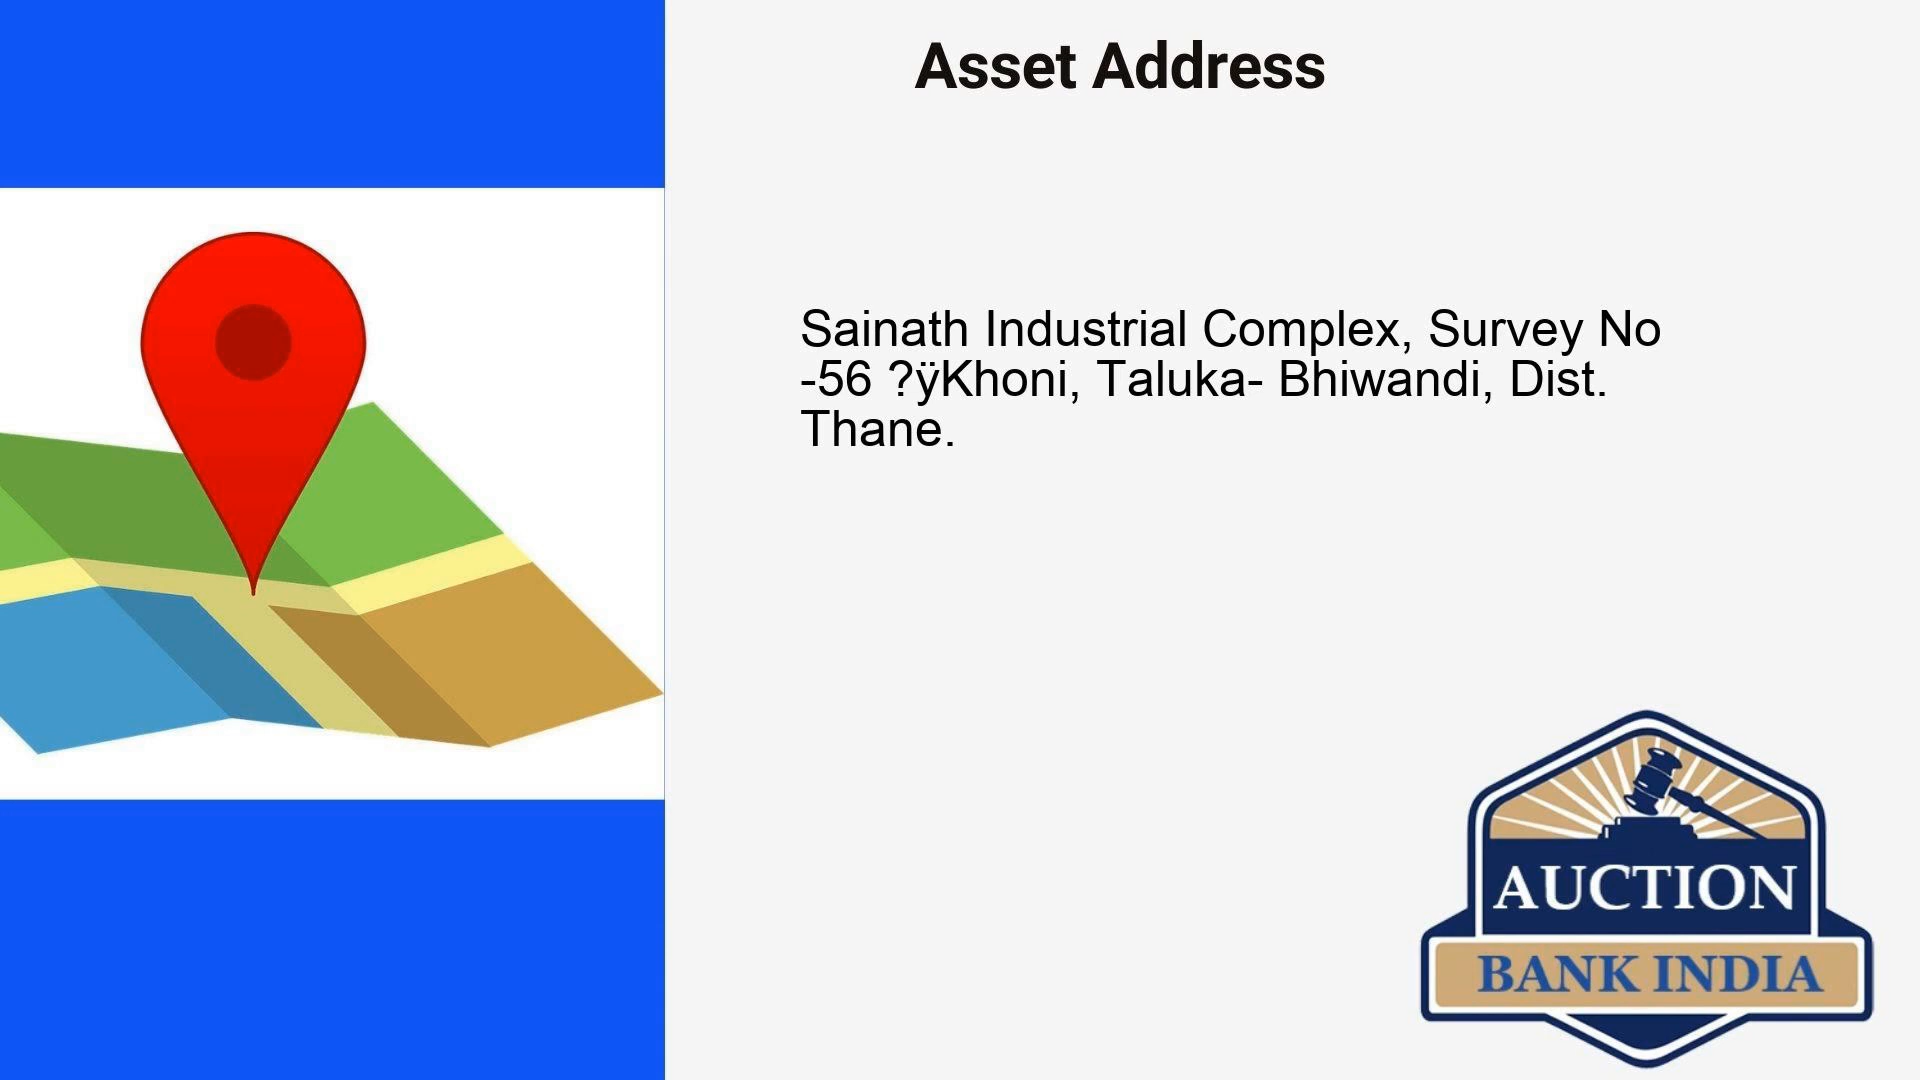 Asset Address
Sainath Industrial Complex, Survey No
-56 ?ÿKhoni, Taluka- Bhiwandi, Dist.
Thane.
AUCTION
BANK INDIA